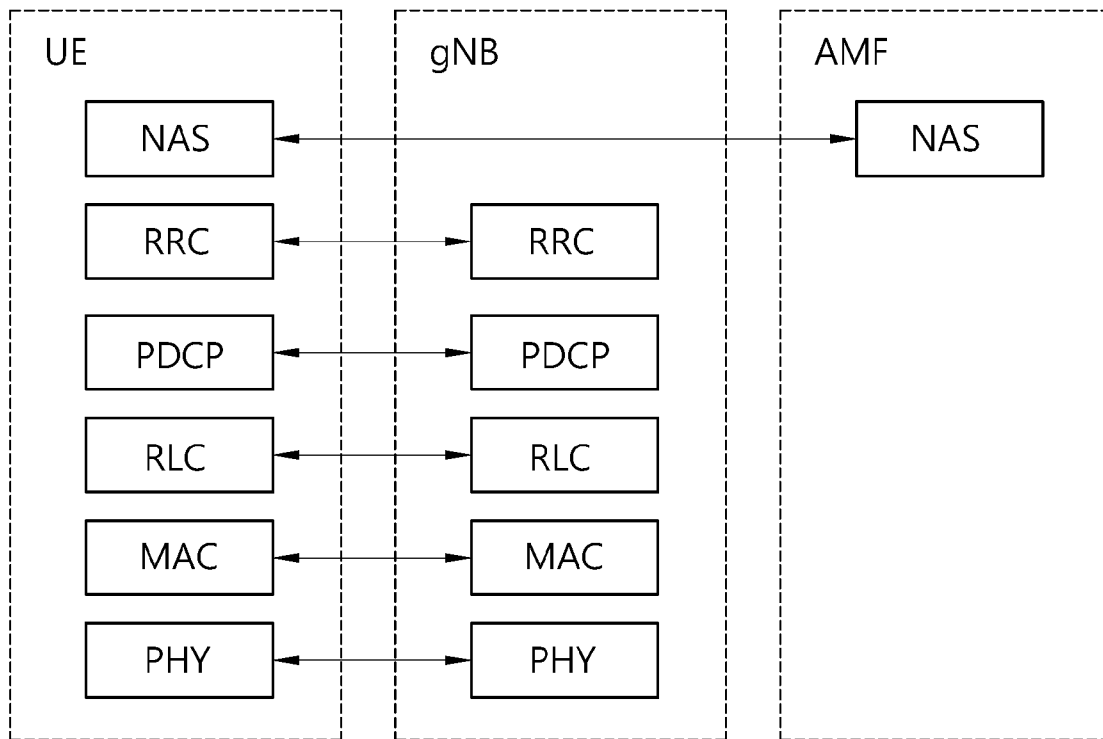 UE gNB AMF
NAS NAS
RRC RRC
PDCP PDCP
RLC RLC
MAC MAC
PHY PHY